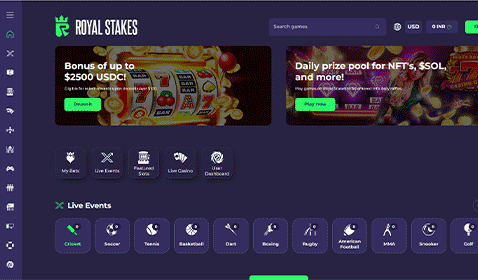 ROYAL STAKES
Search games
USD
0 INR
Bonus of up to
$2500 USDC!
Deposit
Daily prize pool for NFT's, $SOL,
and more!
Play now
My Bets
Live Events
Featured
Slots
Live Casino
User
Dashboard
Live Events
Cricket
Soccer
Tennis
Basketball
Dart
Boxing
Rugby
American
Football
MMA
Snooker
Golf